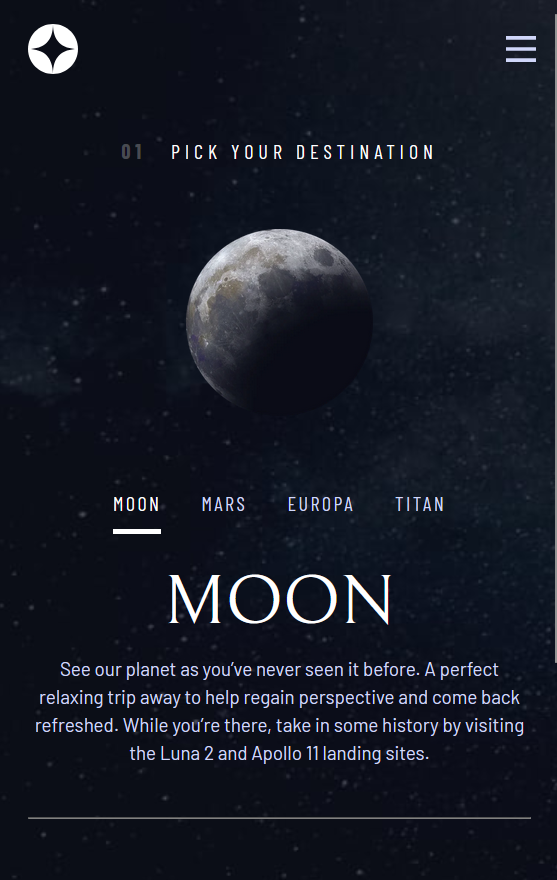 01 PICK YOUR DESTINATION
MOON MARS EUROPA TITAN
MOON
See our planet as you’ve never seen it before. A perfect
relaxing trip away to help regain perspective and come back
refreshed. While you’re there, take in some history by visiting
the Luna 2 and Apollo 11 landing sites.